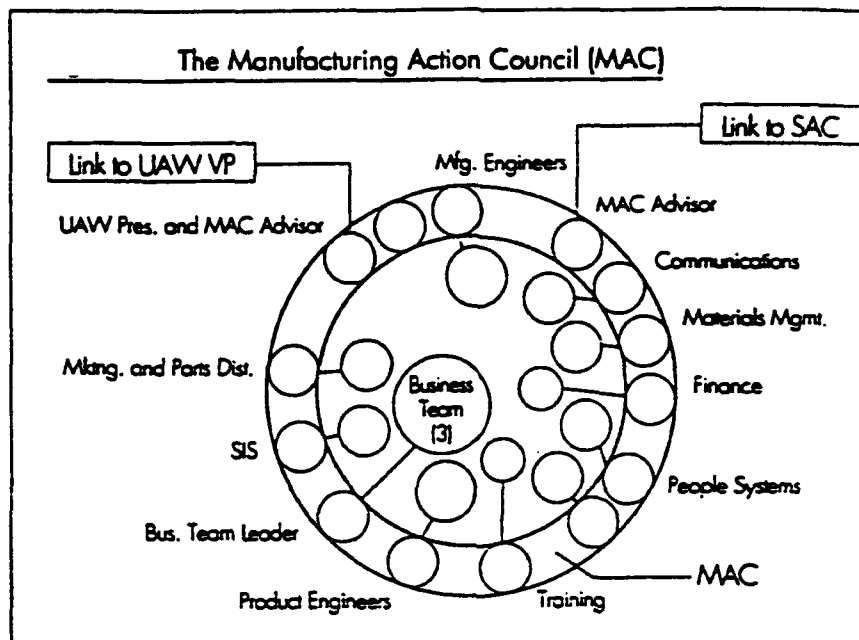 The Manufacturing Action Council (MAC)
Link to SAC
Link to UAW VP
Mfg. Engineers
UAW Pres. and MAC Advisor
MAC Advisor
Communications
Materials Mgmt.
Mktng. and Parts Dist.
Finance
Business
Team
(3)
SIS
People Systems
Bus. Team Leader
MAC
Product Engineers
Training